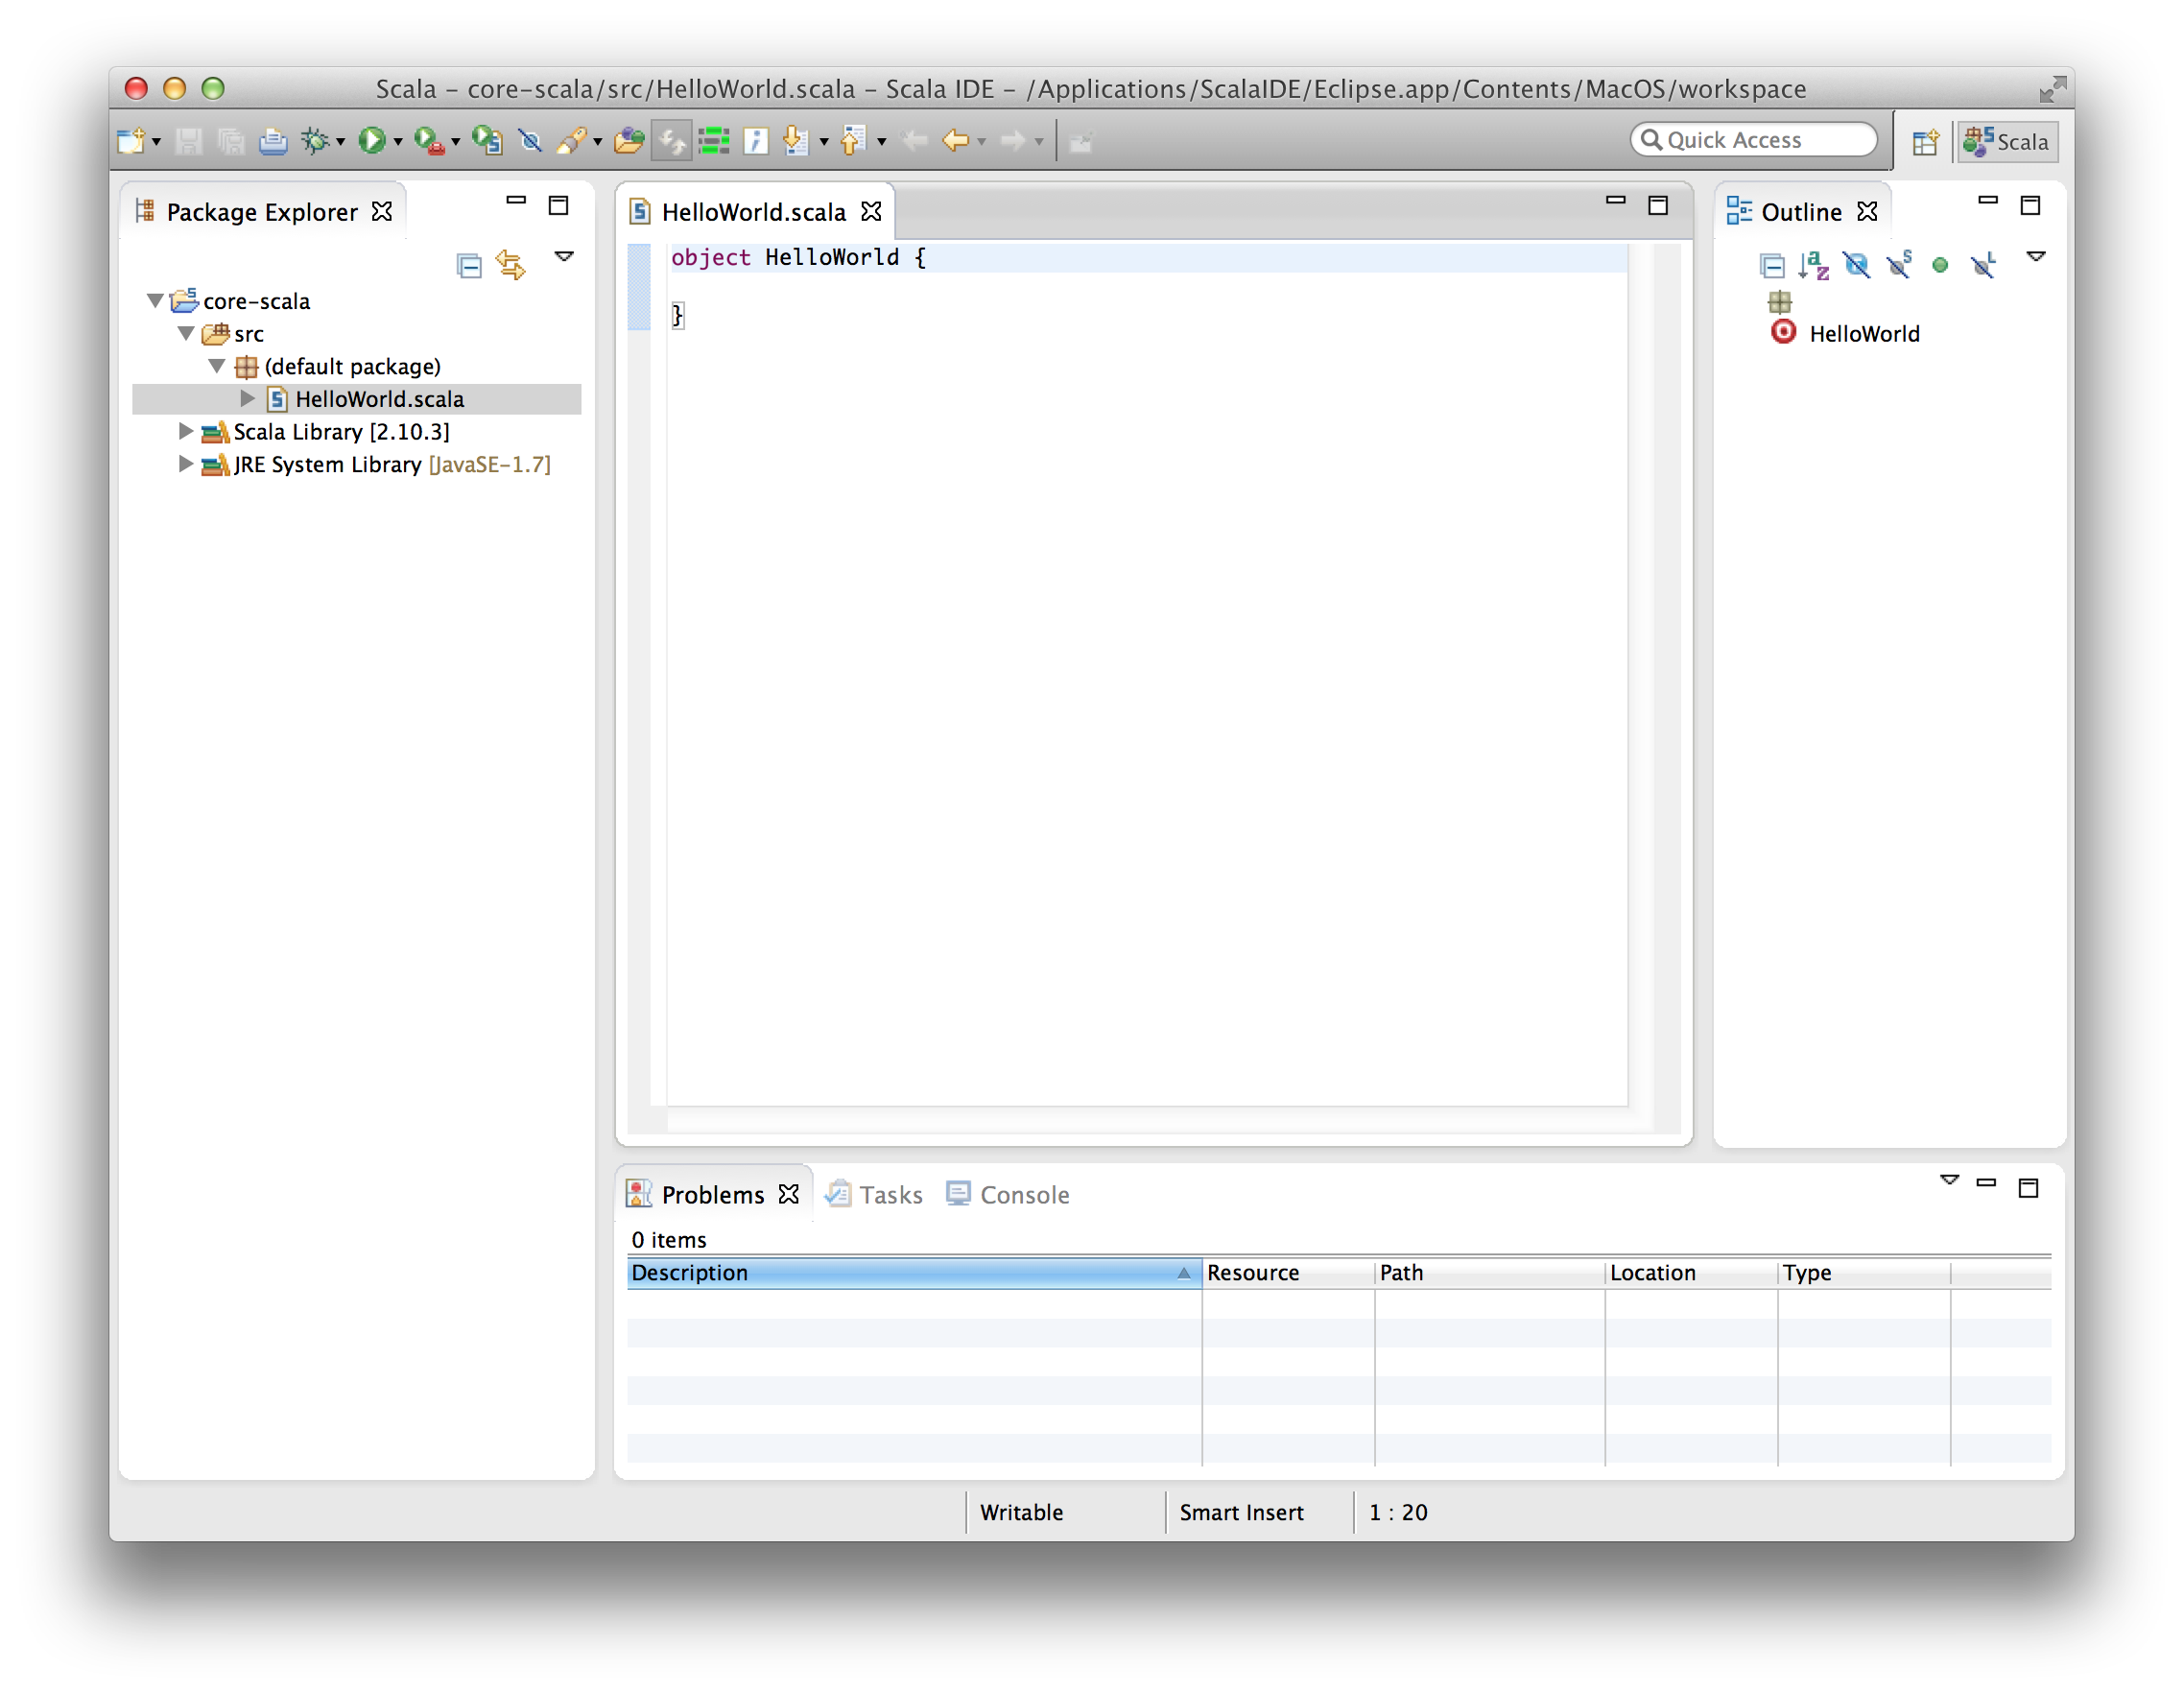 Scala – core-scala/src/HelloWorld.scala – Scala IDE – /Applications/ScalaIDE/Eclipse.app/Contents/MacOS/workspace
Quick Access
Scala
Package Explorer
core-scala
src
(default package)
HelloWorld.scala
Scala Library [2.10.3]
JRE System Library [JavaSE-1.7]
HelloWorld.scala
object HelloWorld {
}
Outline
HelloWorld
Problems Tasks Console
0 items
Description Resource Path Location Type
Writable Smart Insert 1 : 20